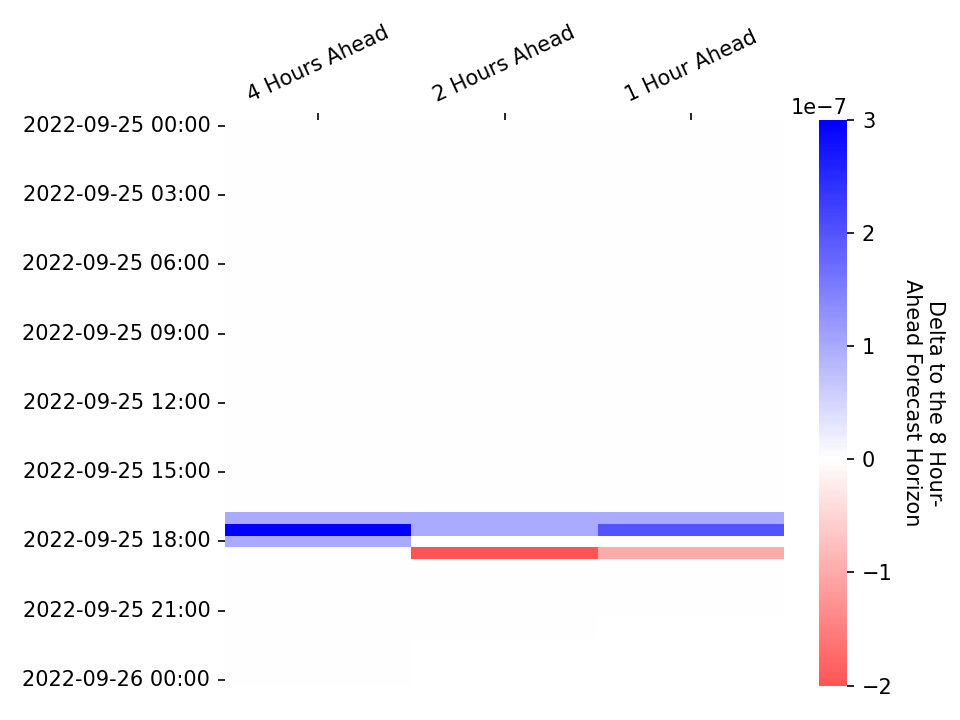 4 Hours Ahead
2 Hours Ahead
1 Hour Ahead
2022-09-25 00:00
2022-09-25 03:00
2022-09-25 06:00
2022-09-25 09:00
2022-09-25 12:00
2022-09-25 15:00
2022-09-25 18:00
2022-09-25 21:00
2022-09-26 00:00
1e−7
3
2
1
0
−1
−2
Delta to the 8 Hour-
Ahead Forecast Horizon